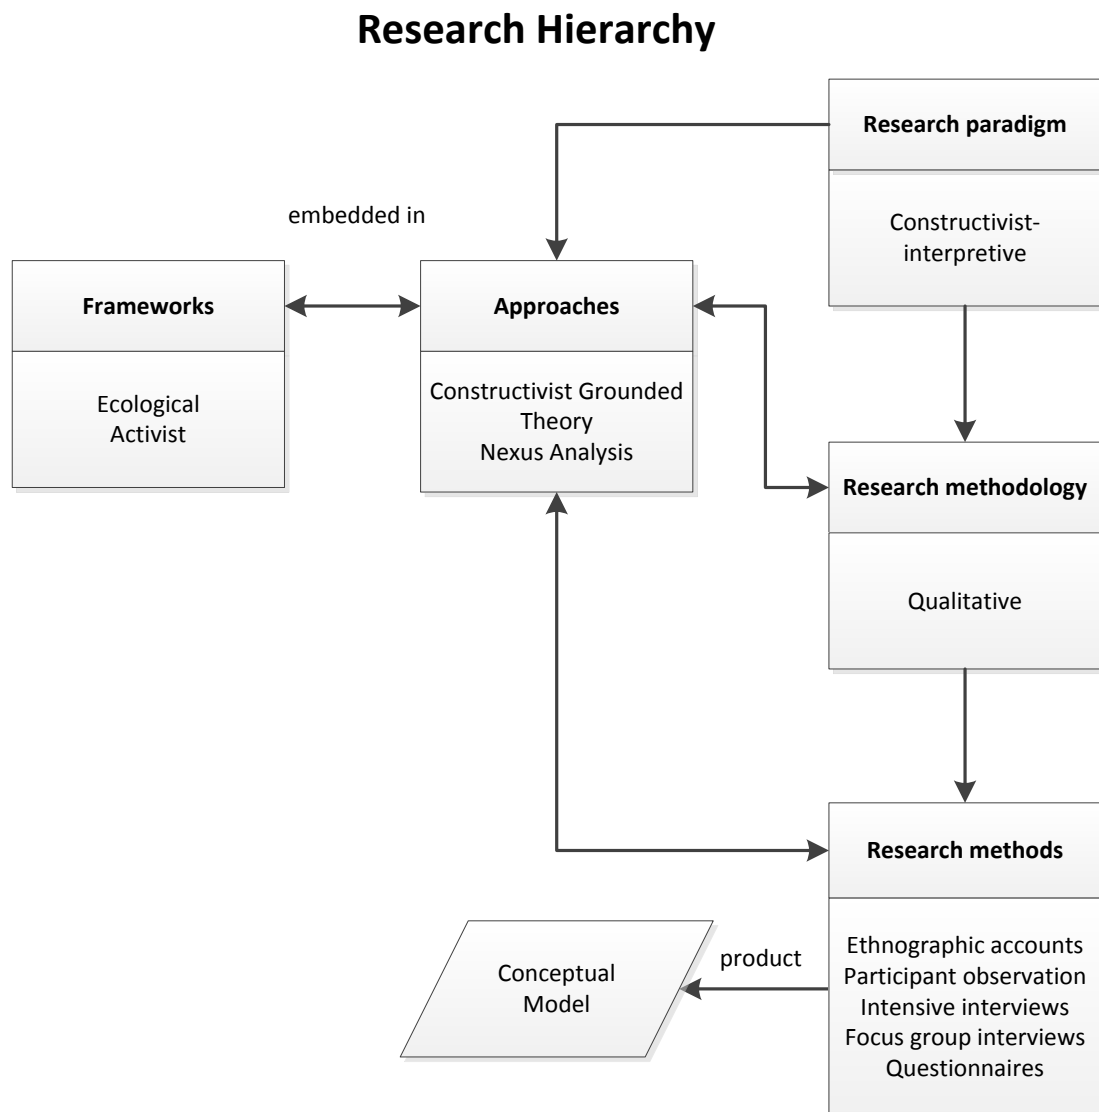 Research Hierarchy
Research paradigm
Constructivist-
interpretive
embedded in
Frameworks
Ecological
Activist
Approaches
Constructivist Grounded
Theory
Nexus Analysis
Research methodology
Qualitative
Research methods
Ethnographic accounts
Participant observation
Intensive interviews
Focus group interviews
Questionnaires
product
Conceptual
Model